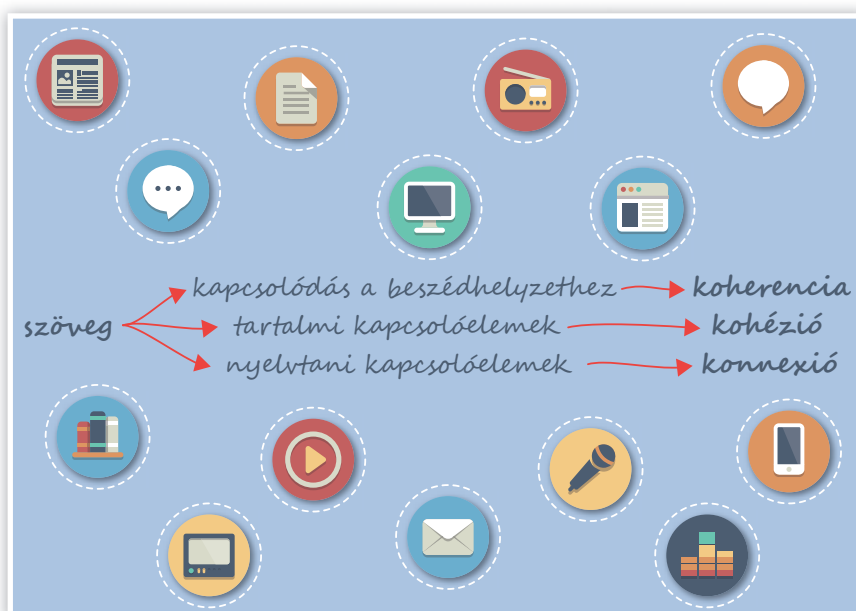 kapcsolódás a beszédhelyzethez koherencia
szöveg tartalmi kapcsolóelemek kohézió
nyelvtani kapcsolóelemek konnexió